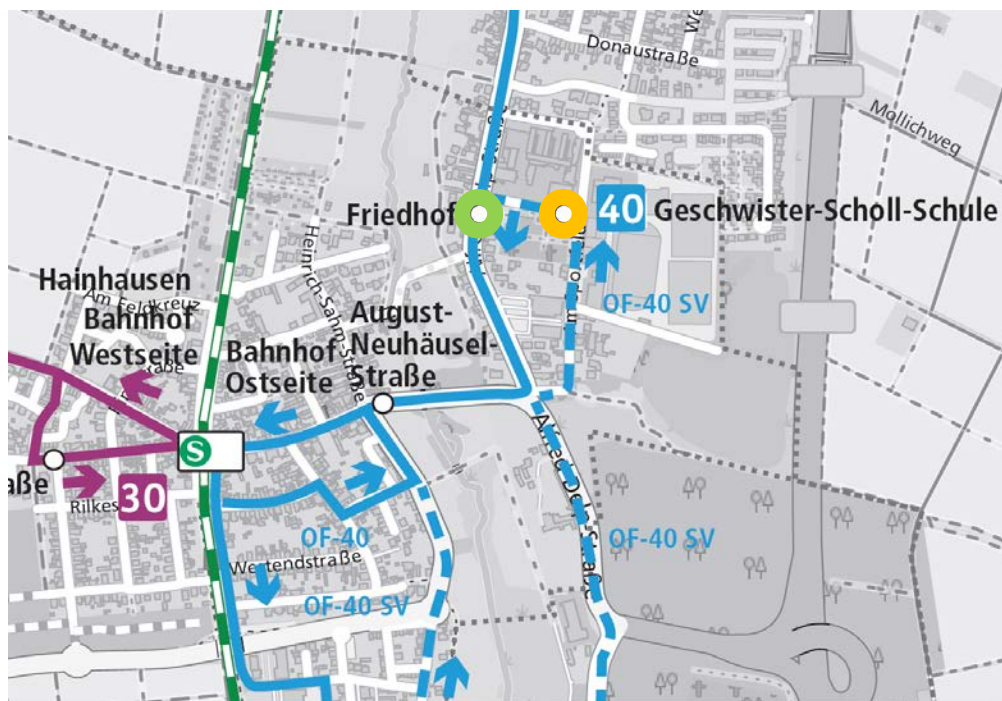 Donaustraße
Mollichweg
Friedhof
40 Geschwister-Scholl-Schule
OF-40 SV
Heinrich-Sahm-Straße
Hainhausen
Am Feldkreuz
Bahnhof
Westseite
Bahnhof
Ostseite
August-
Neuhäusel-
Straße
S
aße
30
Rilkes
OF-40
Westendstraße
OF-40 SV
OF-40 SV